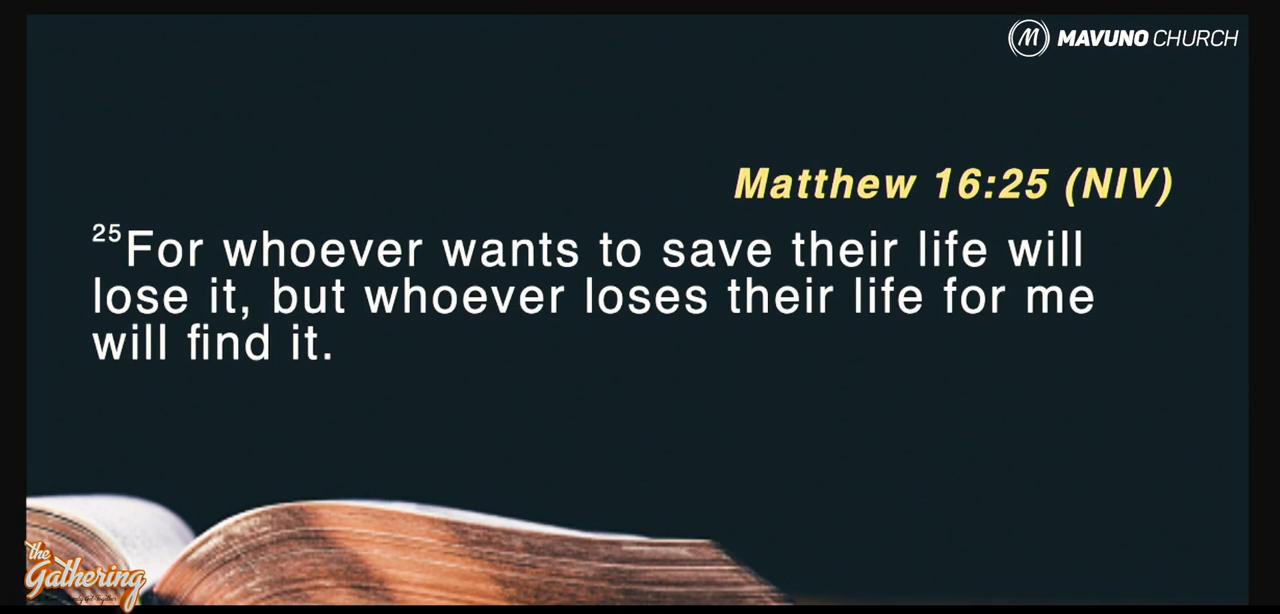 M MAVUNO CHURCH
Matthew 16:25 (NIV)
25For whoever wants to save their life will
lose it, but whoever loses their life for me
will find it.
the
Gathering